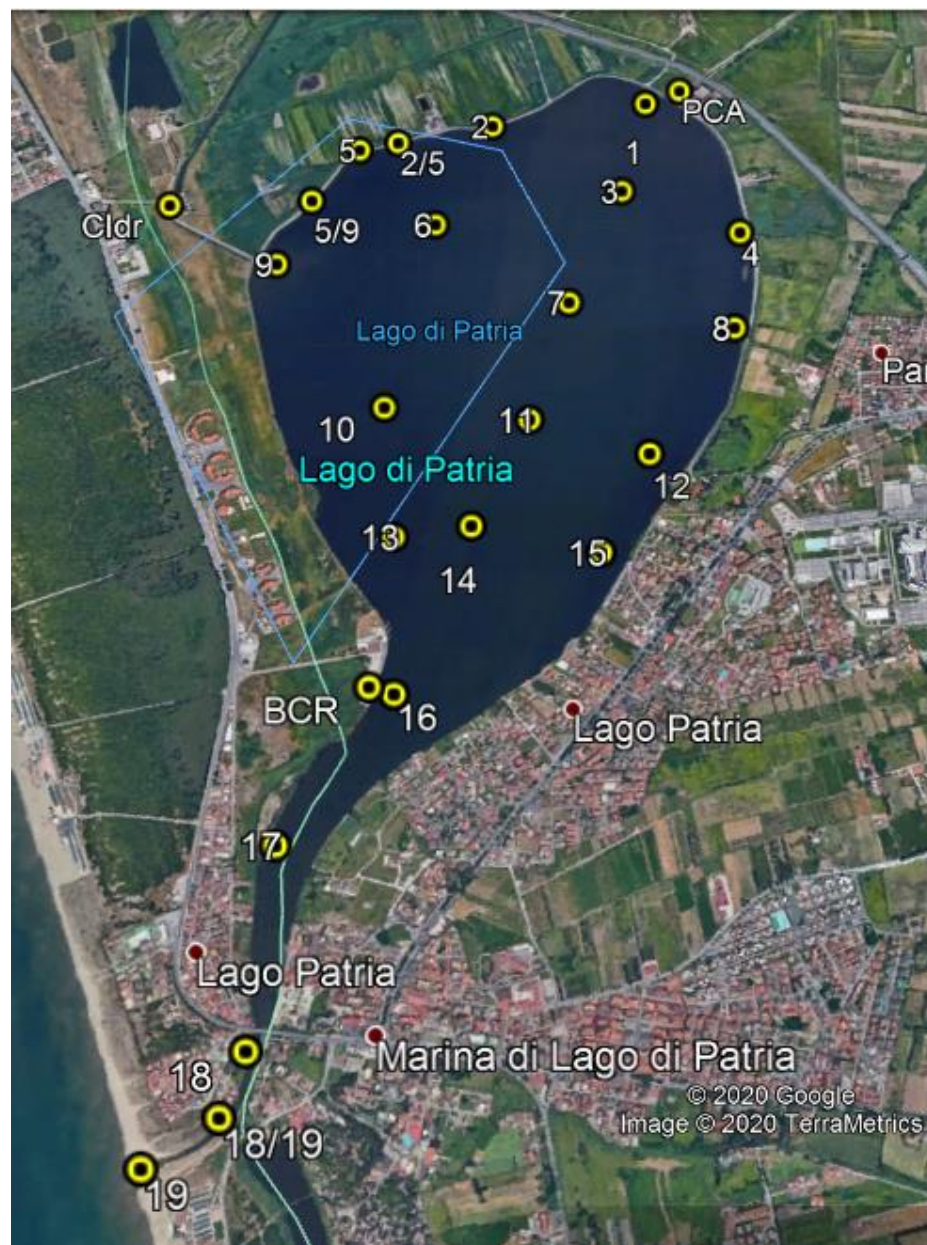 PCA
2
1
5
2/5
3
Cldr
5/9
6
4
9
7
8
Lago di Patria
Par
10
11
Lago di Patria
12
13
14
15
BCR
16
Lago Patria
17
Lago Patria
Marina di Lago di Patria
18
© 2020 Google
Image © 2020 TerraMetrics
18/19
19